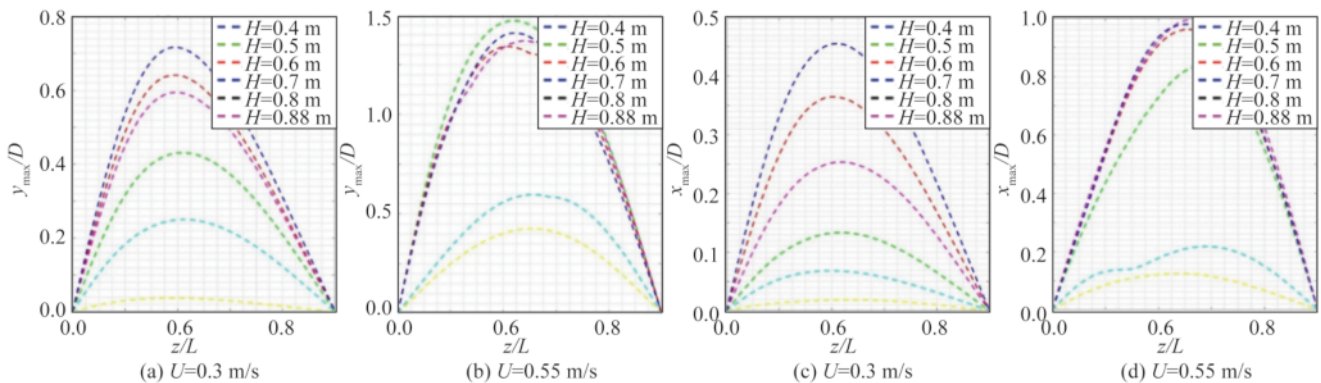 0.8
0.6
0.4
0.2
0.0
y_max/D
H=0.4 m
H=0.5 m
H=0.6 m
H=0.7 m
H=0.8 m
H=0.88 m
0.0 0.6 0.8
z/L
(a) U=0.3 m/s
1.5
1.0
0.5
0.0
y_max/D
H=0.4 m
H=0.5 m
H=0.6 m
H=0.7 m
H=0.8 m
H=0.88 m
0.0 0.6 0.8
z/L
(b) U=0.55 m/s
0.5
0.4
0.3
0.2
0.1
0.0
x_max/D
H=0.4 m
H=0.5 m
H=0.6 m
H=0.7 m
H=0.8 m
H=0.88 m
0.0 0.6 0.8
z/L
(c) U=0.3 m/s
1.0
0.8
0.6
0.4
0.2
0.0
x_max/D
H=0.4 m
H=0.5 m
H=0.6 m
H=0.7 m
H=0.8 m
H=0.88 m
0.0 0.6 0.8
z/L
(d) U=0.55 m/s